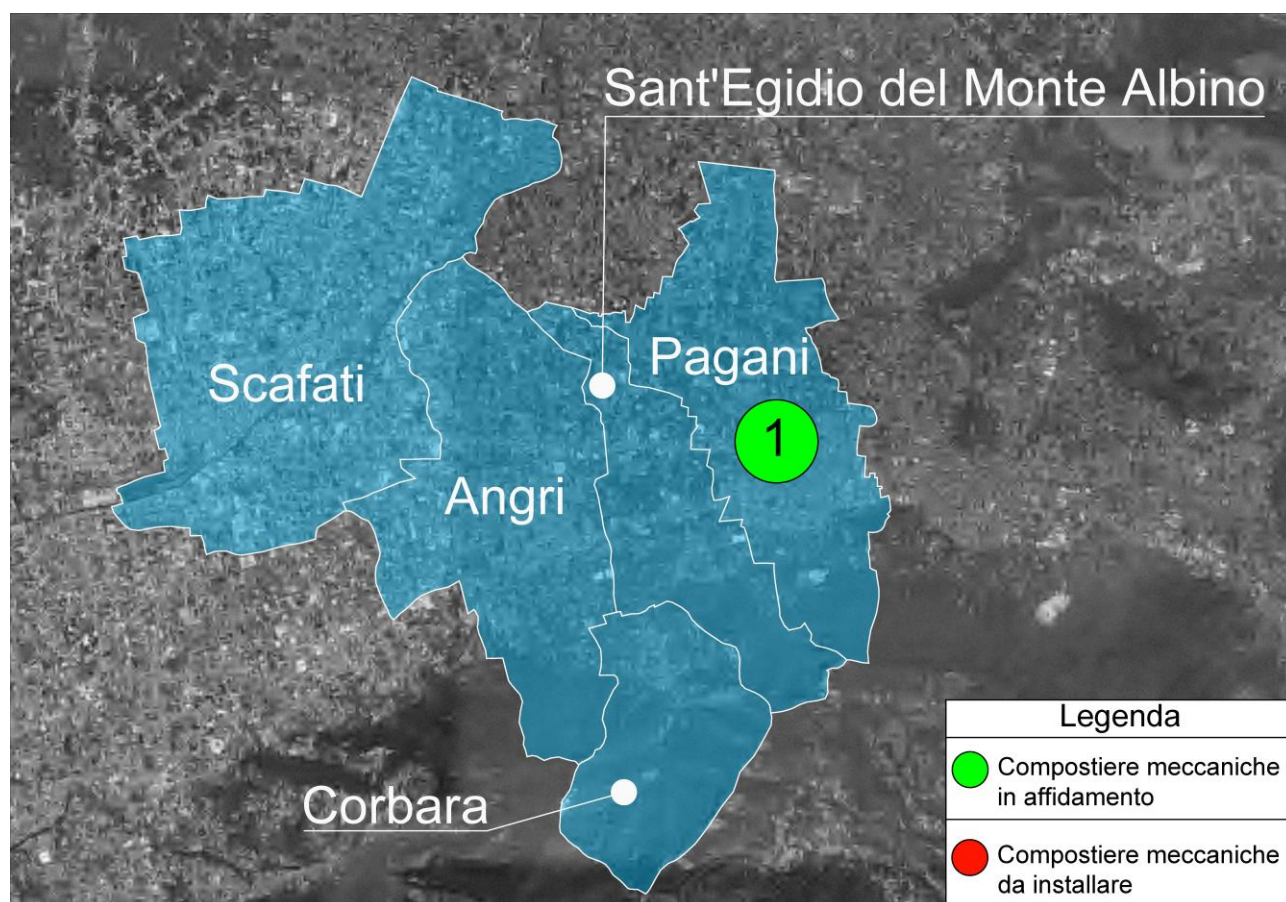 Sant'Egidio del Monte Albino
Pagani
Scafati
1
Angri
Corbara
Legenda
Compostiere meccaniche
in affidamento
Compostiere meccaniche
da installare